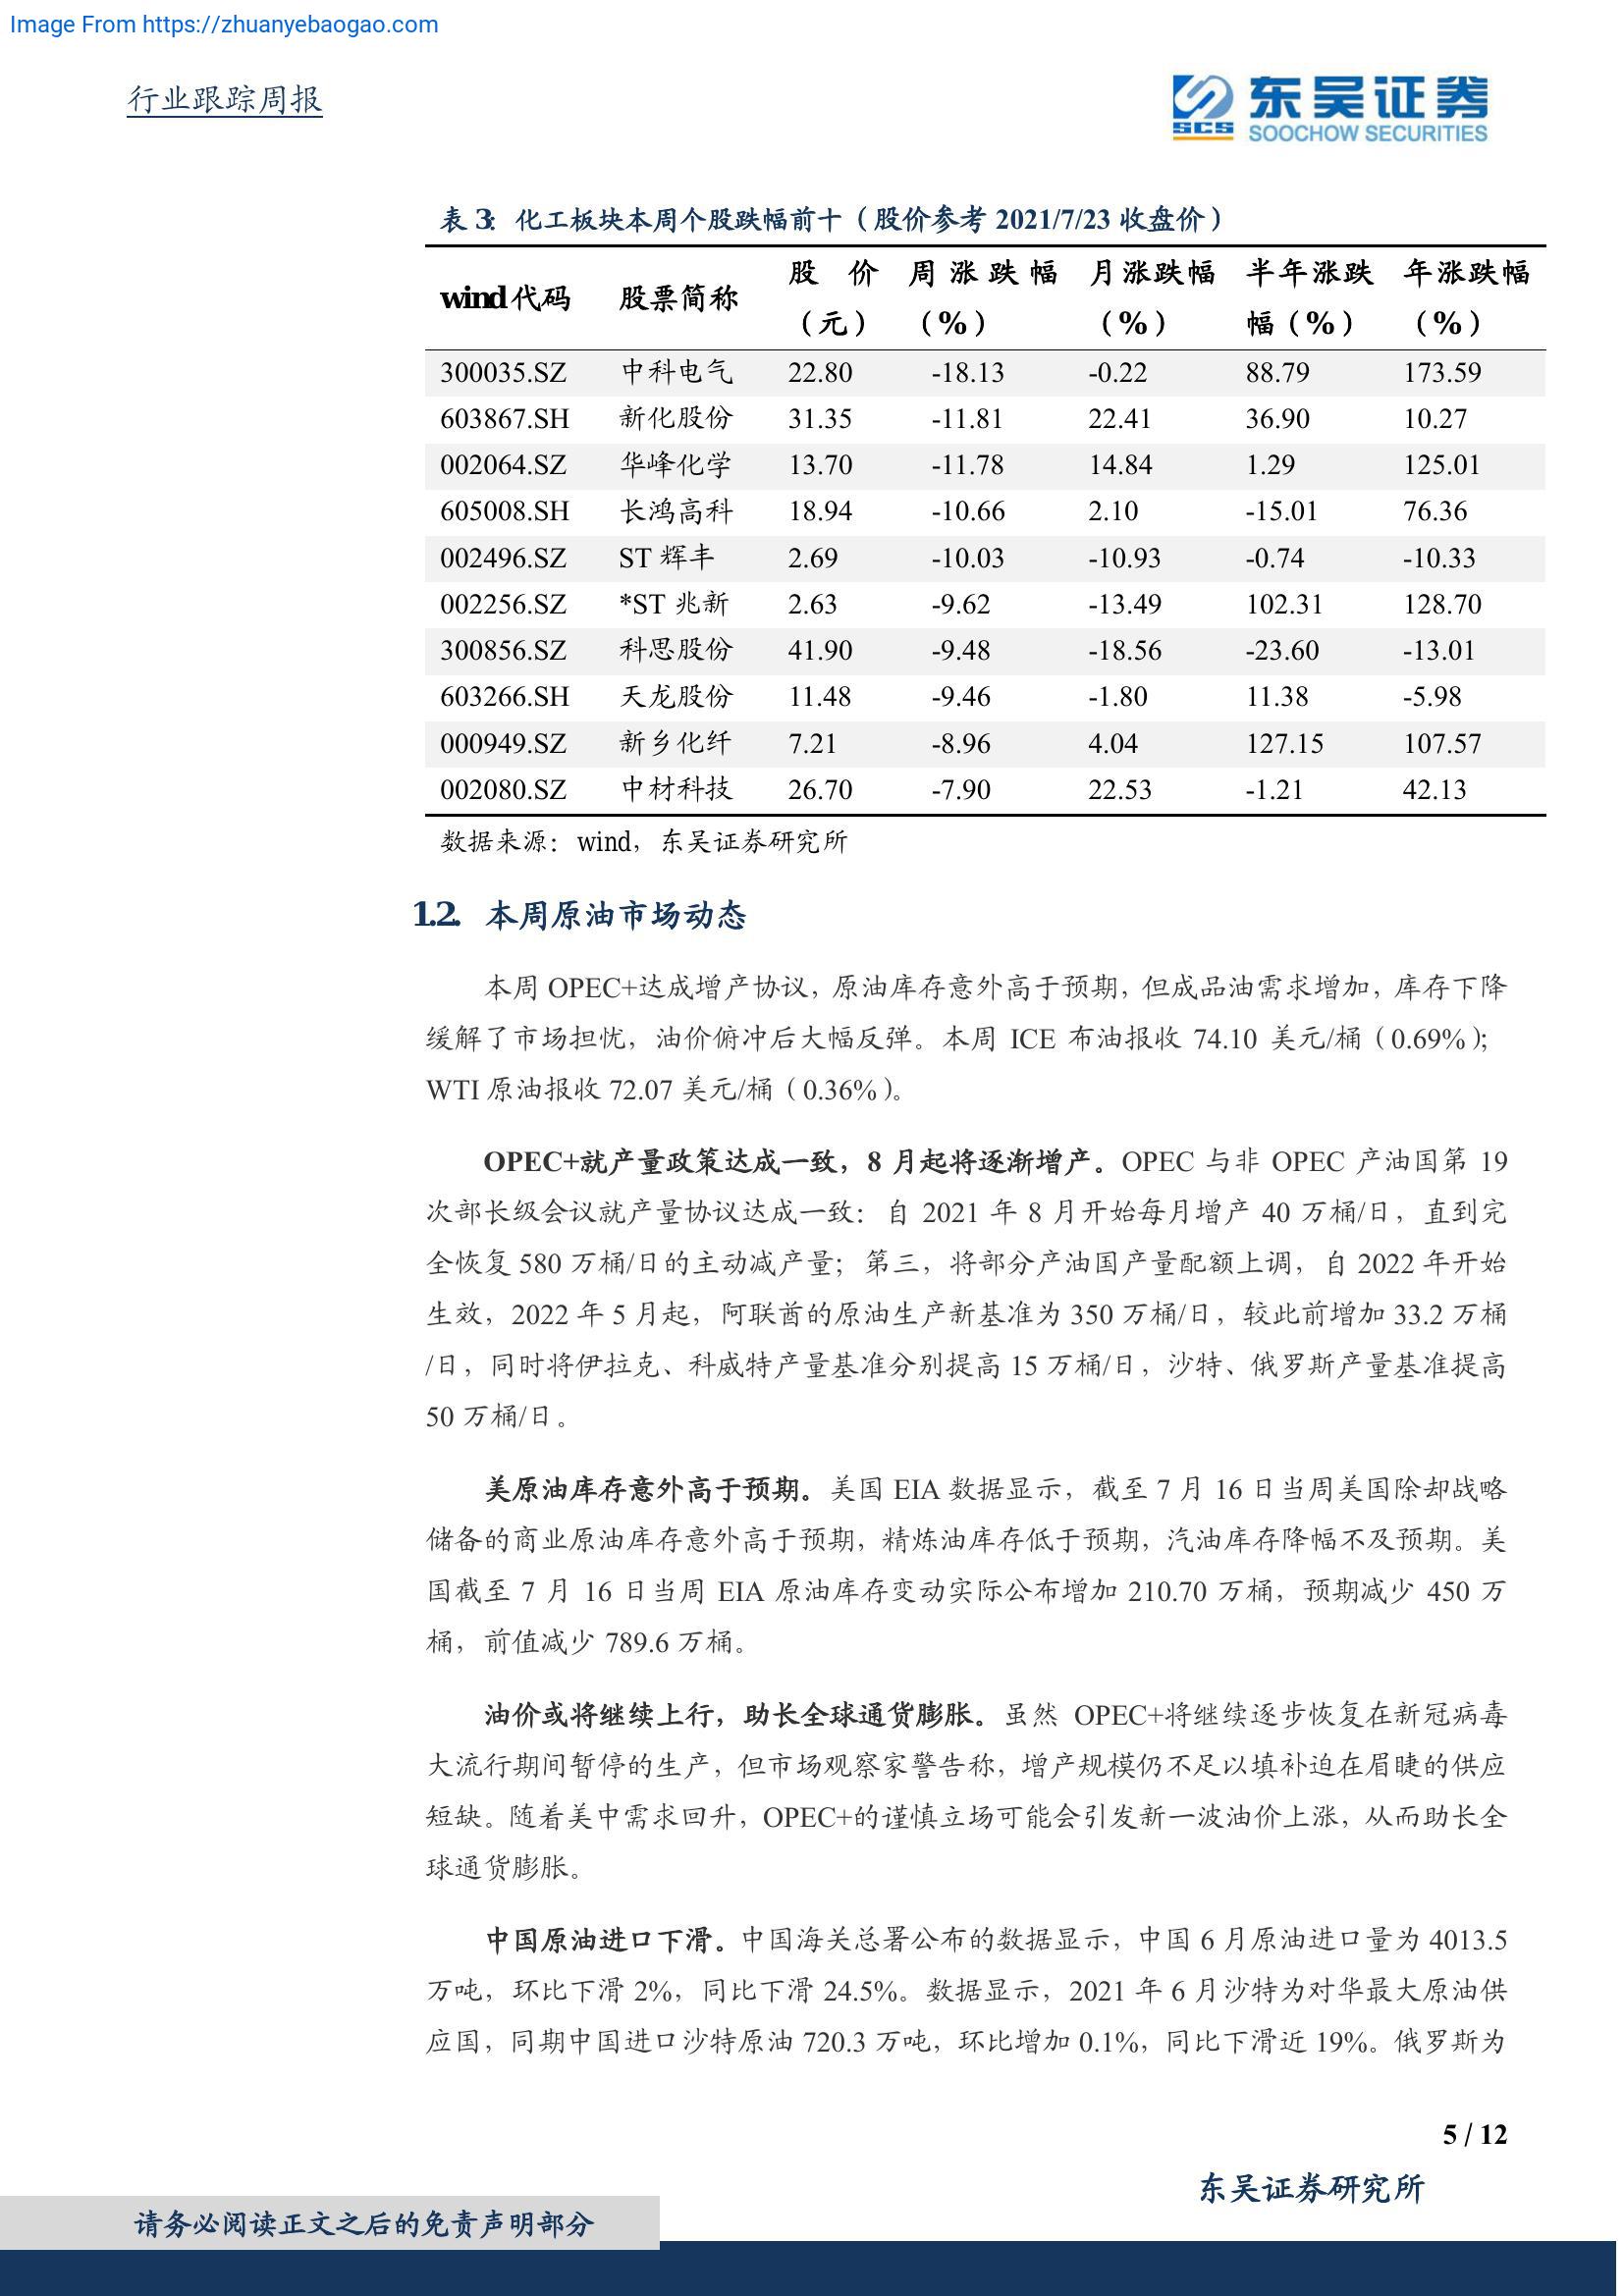 Image From https://zhuanyebaogao.com
行业跟踪周报
东吴证券
SCS SOOCHOW SECURITIES
表 3：化工板块本周个股跌幅前十（股价参考 2021/7/23 收盘价）
wind 代码 股票简称 股 价（元） 周涨跌幅（%） 月涨跌幅（%） 半年涨跌幅（%） 年涨跌幅（%）
300035.SZ 中科电气 22.80 -18.13 -0.22 88.79 173.59
603867.SH 新化股份 31.35 -11.81 22.41 36.90 10.27
002064.SZ 华峰化学 13.70 -11.78 14.84 1.29 125.01
605008.SH 长鸿高科 18.94 -10.66 2.10 -15.01 76.36
002496.SZ ST 辉丰 2.69 -10.03 -10.93 -0.74 -10.33
002256.SZ *ST 兆新 2.63 -9.62 -13.49 102.31 128.70
300856.SZ 科思股份 41.90 -9.48 -18.56 -23.60 -13.01
603266.SH 天龙股份 11.48 -9.46 -1.80 11.38 -5.98
000949.SZ 新乡化纤 7.21 -8.96 4.04 127.15 107.57
002080.SZ 中材科技 26.70 -7.90 22.53 -1.21 42.13
数据来源：wind，东吴证券研究所
1.2. 本周原油市场动态
本周 OPEC+达成增产协议，原油库存意外高于预期，但成品油需求增加，库存下降
缓解了市场担忧，油价俯冲后大幅反弹。本周 ICE 布油报收 74.10 美元/桶（0.69%）；
WTI 原油报收 72.07 美元/桶（0.36%）。
OPEC+就产量政策达成一致，8 月起将逐渐增产。OPEC 与非 OPEC 产油国第 19
次部长级会议就产量协议达成一致：自 2021 年 8 月开始每月增产 40 万桶/日，直到完
全恢复 580 万桶/日的主动减产量；第三，将部分产油国产量配额上调，自 2022 年开始
生效，2022 年 5 月起，阿联酋的原油生产新基准为 350 万桶/日，较此前增加 33.2 万桶
/日，同时将伊拉克、科威特产量基准分别提高 15 万桶/日，沙特、俄罗斯产量基准提高
50 万桶/日。
美原油库存意外高于预期。美国 EIA 数据显示，截至 7 月 16 日当周美国除却战略
储备的商业原油库存意外高于预期，精炼油库存低于预期，汽油库存降幅不及预期。美
国截至 7 月 16 日当周 EIA 原油库存变动实际公布增加 210.70 万桶，预期减少 450 万
桶，前值减少 789.6 万桶。
油价或将继续上行，助长全球通货膨胀。虽然 OPEC+将继续逐步恢复在新冠病毒
大流行期间暂停的生产，但市场观察家警告称，增产规模仍不足以填补迫在眉睫的供应
短缺。随着美中需求回升，OPEC+的谨慎立场可能会引发新一波油价上涨，从而助长全
球通货膨胀。
中国原油进口下滑。中国海关总署公布的数据显示，中国 6 月原油进口量为 4013.5
万吨，环比下滑 2%，同比下滑 24.5%。数据显示，2021 年 6 月沙特为对华最大原油供
应国，同期中国进口沙特原油 720.3 万吨，环比增加 0.1%，同比下滑近 19%。俄罗斯为
5 / 12
东吴证券研究所
请务必阅读正文之后的免责声明部分